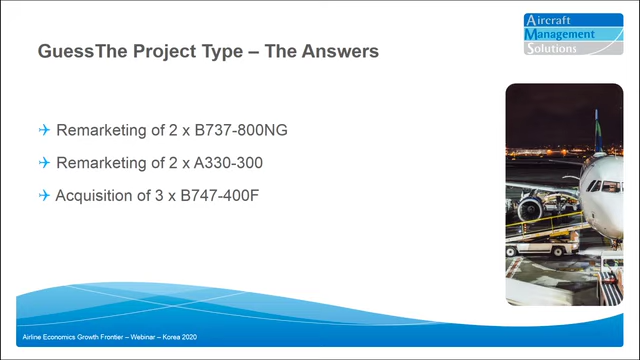 Aircraft
Management
Solutions
GuessThe Project Type – The Answers
Remarketing of 2 x B737-800NG
Remarketing of 2 x A330-300
Acquisition of 3 x B747-400F
Airline Economics Growth Frontier – Webinar – Korea 2020